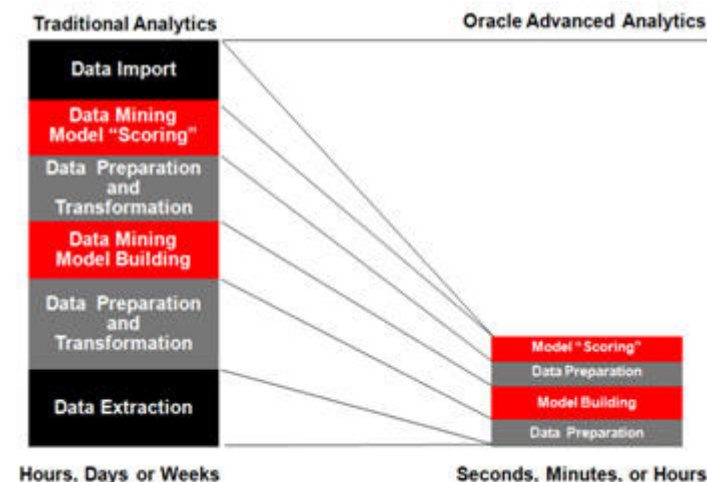 Traditional Analytics
Oracle Advanced Analytics
Data Import
Data Mining
Model “Scoring”
Data Preparation
and
Transformation
Data Mining
Model Building
Data Preparation
and
Transformation
Data Extraction
Model “Scoring”
Data Preparation
Model Building
Data Preparation
Hours, Days or Weeks
Seconds, Minutes, or Hours